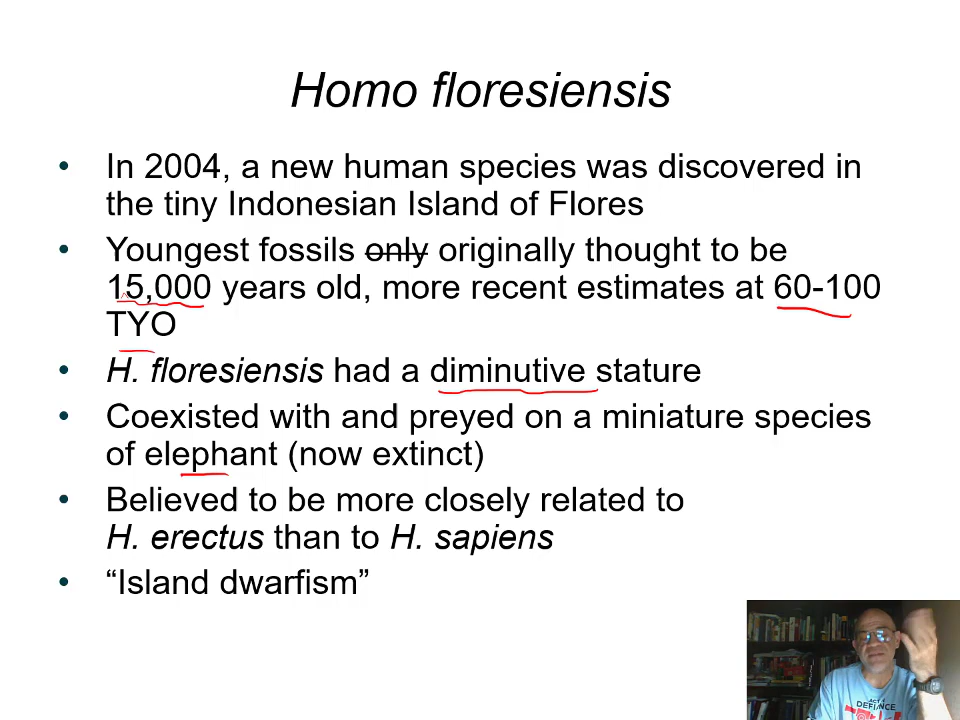 Homo floresiensis
• In 2004, a new human species was discovered in
the tiny Indonesian Island of Flores
• Youngest fossils only originally thought to be
15,000 years old, more recent estimates at 60-100
TYO
• H. floresiensis had a diminutive stature
• Coexisted with and preyed on a miniature species
of elephant (now extinct)
• Believed to be more closely related to
H. erectus than to H. sapiens
• “Island dwarfism”
ACT
DEFIANCE